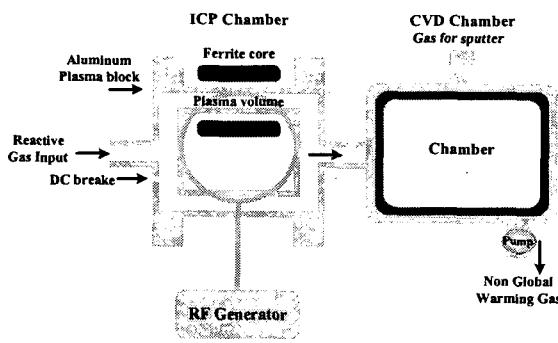 ICP Chamber
CVD Chamber
Gas for sputter
Aluminum
Plasma block
Ferrite core
Plasma volume
Reactive
Gas Input
DC breake
Chamber
Pump
RF Generator
Non Global
Warming Gas